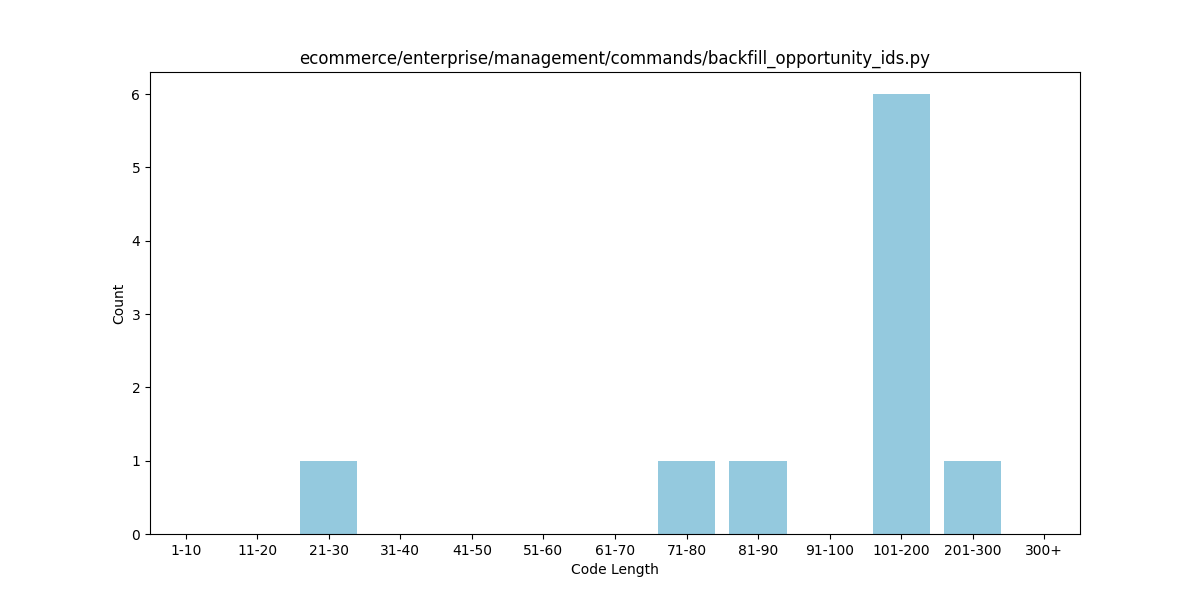 ecommerce/enterprise/management/commands/backfill_opportunity_ids.py
6
5
4
3
2
1
0
Count
1-10 11-20 21-30 31-40 41-50 51-60 61-70 71-80 81-90 91-100 101-200 201-300 300+
Code Length